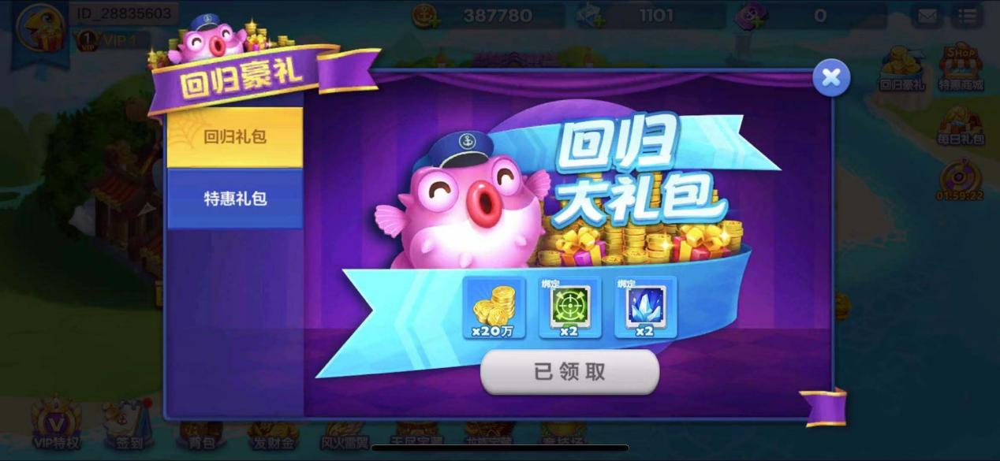 ID_28835603
1
VIP
VIP 1
387780
1101
0
回归豪礼
回归礼包
特惠礼包
回归
大礼包
x20万
绑定
x2
绑定
x2
已领取
回归豪礼
SHOP
特惠商城
每日礼包
01:59:22
V
VIP特权
签到
背包
发财金
风火雷翼